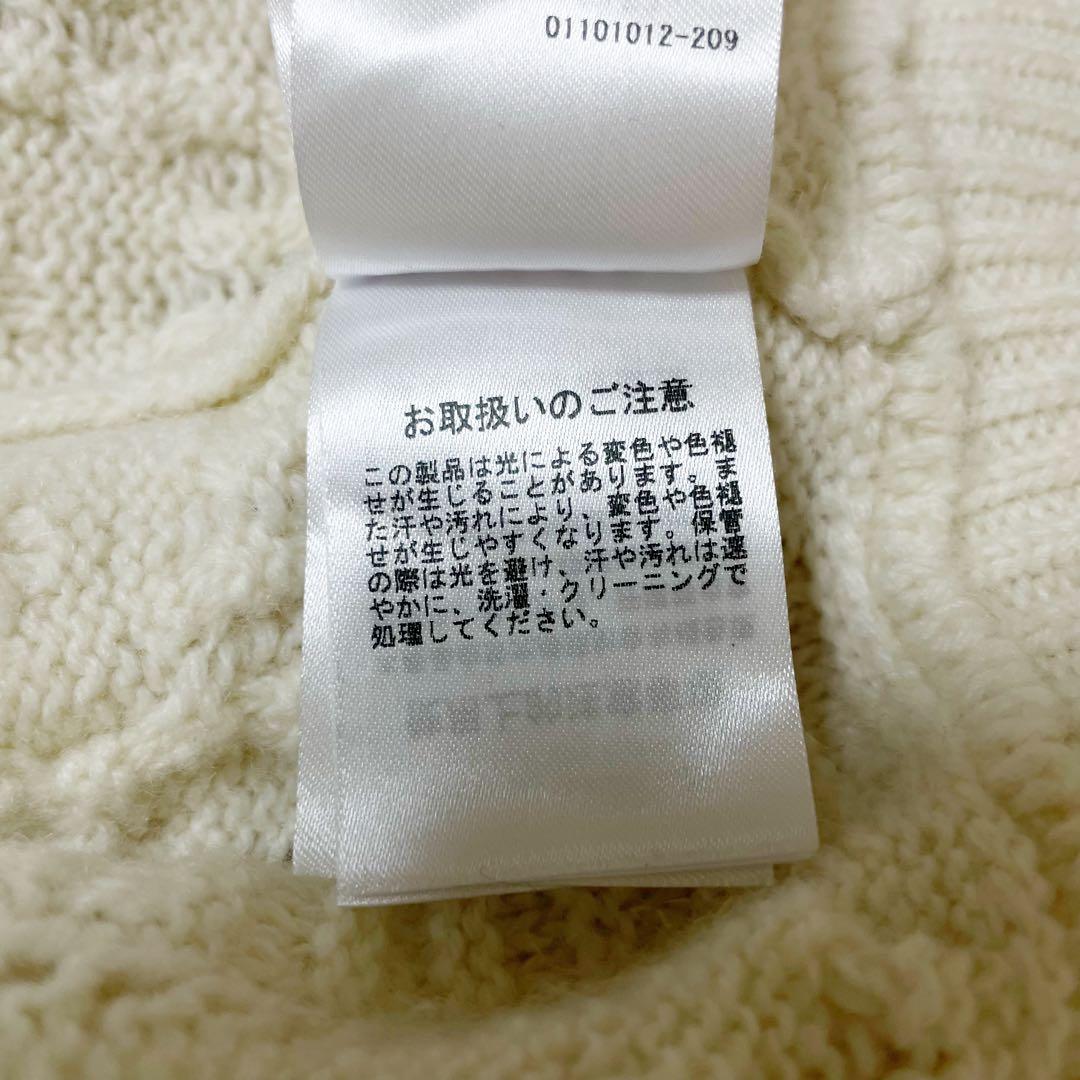 01101012-209
お取扱いのご注意
この製品は光による変色や色褪
せが生じることがあります。ま
た汗や汚れにより、変色や色褪
せが生じやすくなります。保管
の際は光を避け、汗や汚れは速
やかに、洗濯・クリーニングで
処理してください。